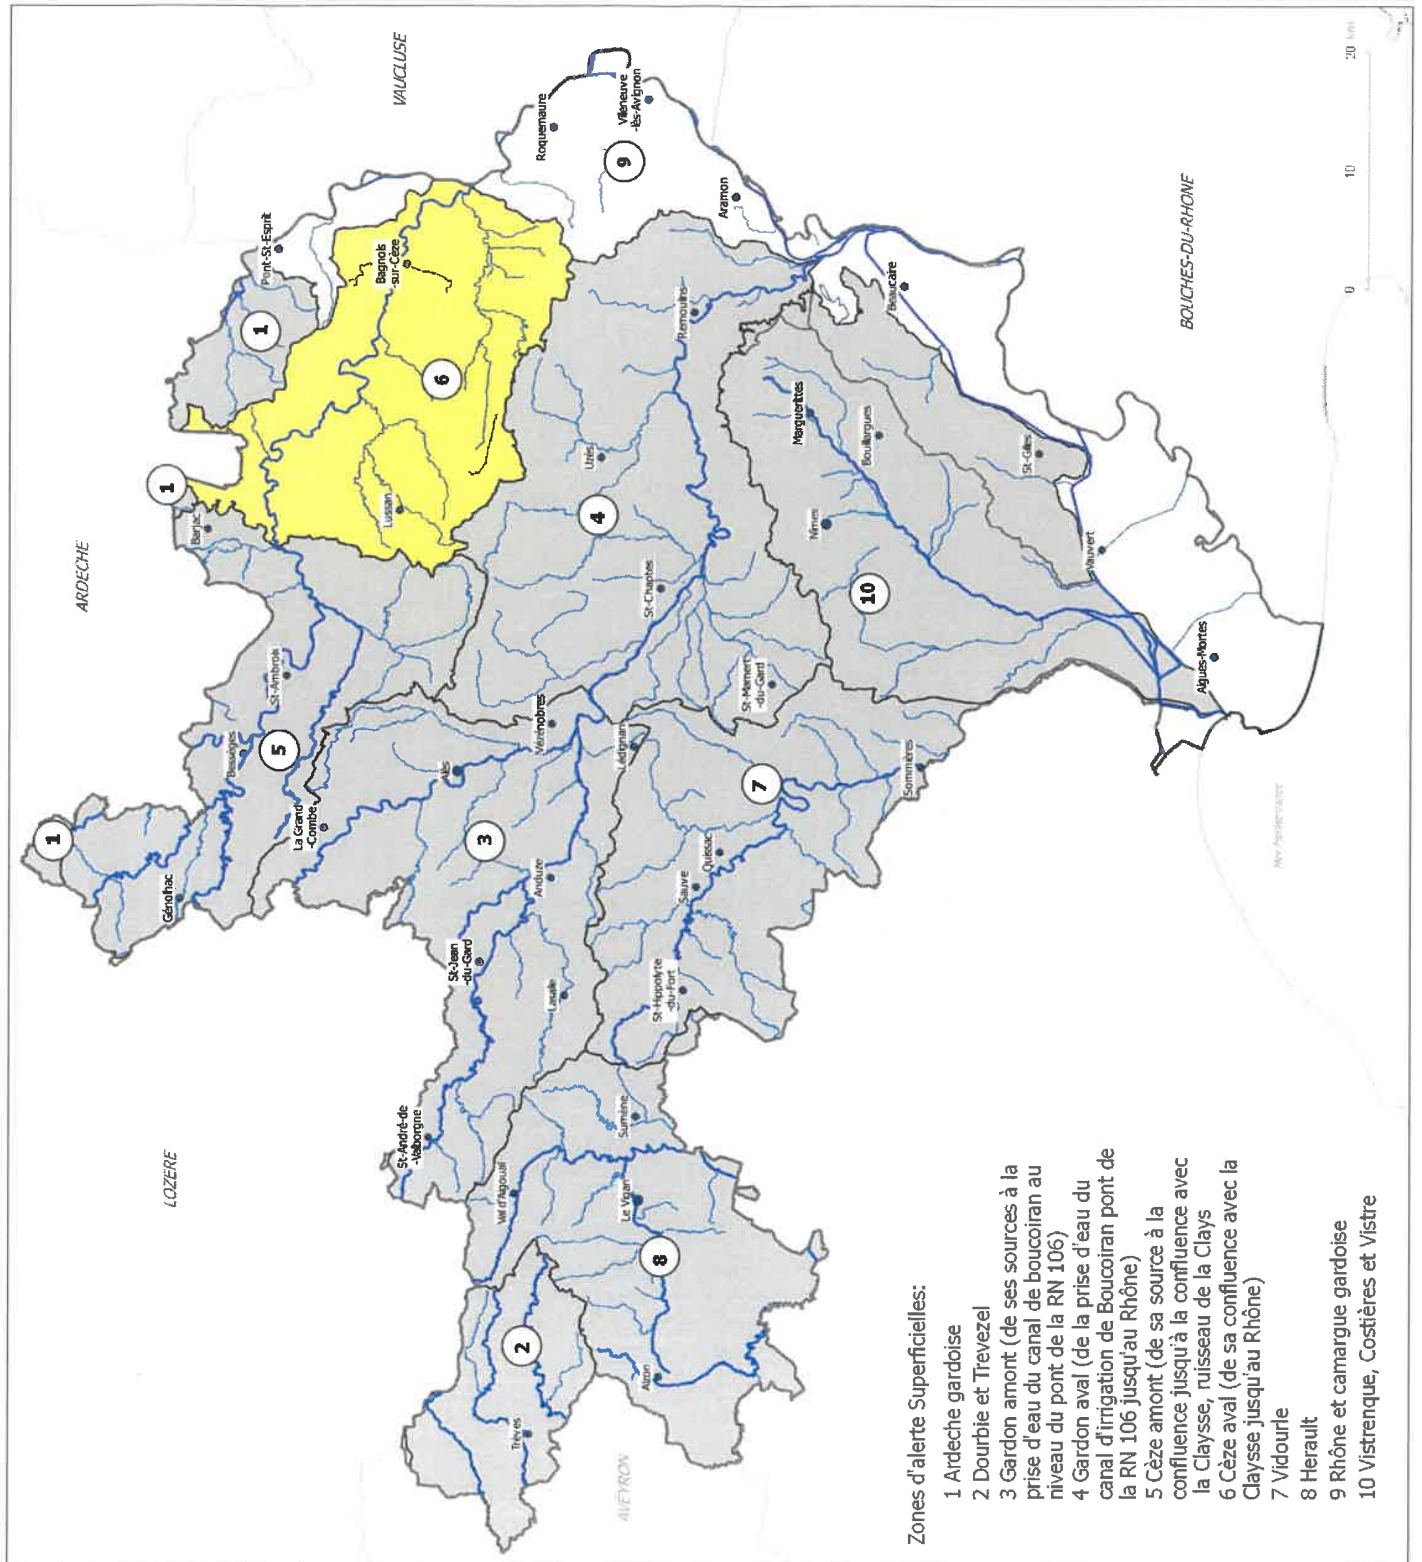 LOZERE
ARDECHE
VAUCLUSE
AVEYRON
BOUCHES-DU-RHONE
Mer Méditerranée
1
Génolhac
Bessèges
5
St-Ambroix
La Grand
-Combe
1
Barjac
1
Pont-St-Esprit
Bagnols
-sur-Cèze
6
Lussan
Roquemaure
Villeneuve
-lès-Avignon
9
Aramon
St-André-de
-Valborgne
St-Jean
-du-Gard
Alès
3
Anduze
Lasalle
Vézénobres
Lédignan
4
Uzès
St-Chaptes
Remoulins
St-Mamert
-du-Gard
Val d'Aigoual
2
Trèves
Sumène
Le Vigan
8
Alzon
St-Hippolyte
-du-Fort
Sauve
Quissac
7
Sommières
Marguerittes
Bouillargues
Nîmes
10
Beaucaire
St-Gilles
Vauvert
Aigues-Mortes
0 10 20 km
Zones d'alerte Superficielles:
1 Ardeche gardoise
2 Dourbie et Trevezel
3 Gardon amont (de ses sources à la
prise d'eau du canal de boucoiran au
niveau du pont de la RN 106)
4 Gardon aval (de la prise d'eau du
canal d'irrigation de Boucoiran pont de
la RN 106 jusqu'au Rhône)
5 Cèze amont (de sa source à la
confluence jusqu'à la confluence avec
la Claysse, ruisseau de la Clays
6 Cèze aval (de sa confluence avec la
Claysse jusqu'au Rhône)
7 Vidourle
8 Herault
9 Rhône et camargue gardoise
10 Vistrenque, Costières et Vistre